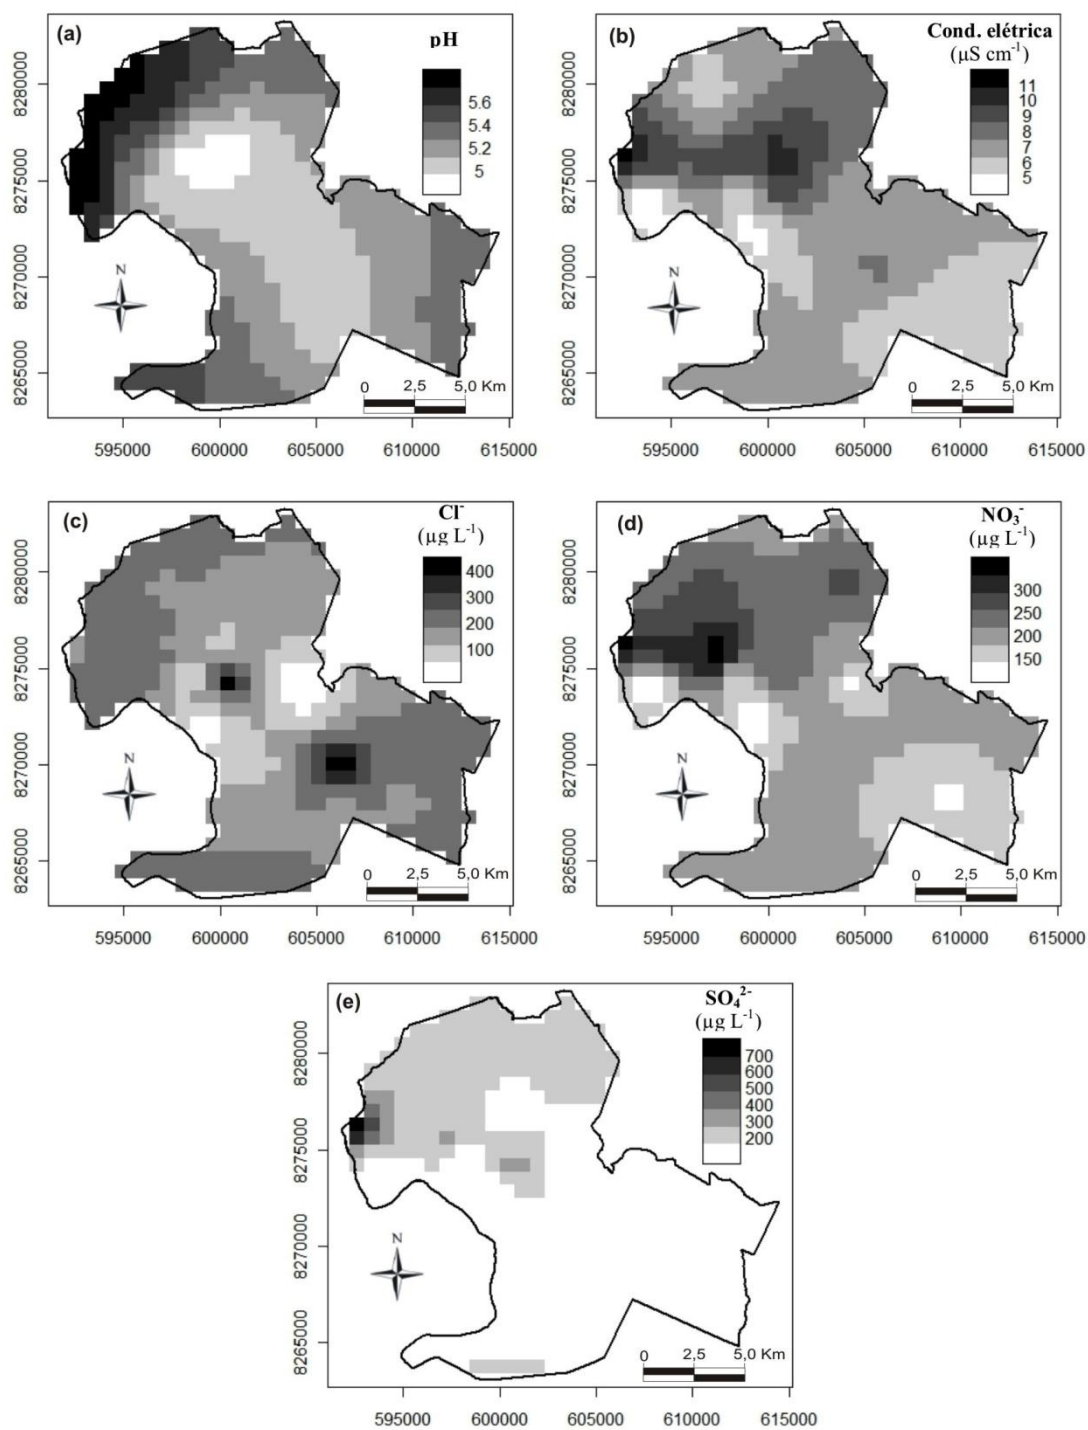 (a)
pH
5.6
5.4
5.2
5
N
0 2,5 5,0 Km
8280000
8275000
8270000
8265000
595000 600000 605000 610000 615000
(b)
Cond. elétrica
(µS cm⁻¹)
11
10
9
8
7
6
5
N
0 2,5 5,0 Km
8280000
8275000
8270000
8265000
595000 600000 605000 610000 615000
(c)
Cl⁻
(µg L⁻¹)
400
300
200
100
N
0 2,5 5,0 Km
8280000
8275000
8270000
8265000
595000 600000 605000 610000 615000
(d)
NO₃⁻
(µg L⁻¹)
300
250
200
150
N
0 2,5 5,0 Km
8280000
8275000
8270000
8265000
595000 600000 605000 610000 615000
(e)
SO₄²⁻
(µg L⁻¹)
700
600
500
400
300
200
N
0 2,5 5,0 Km
8280000
8275000
8270000
8265000
595000 600000 605000 610000 615000